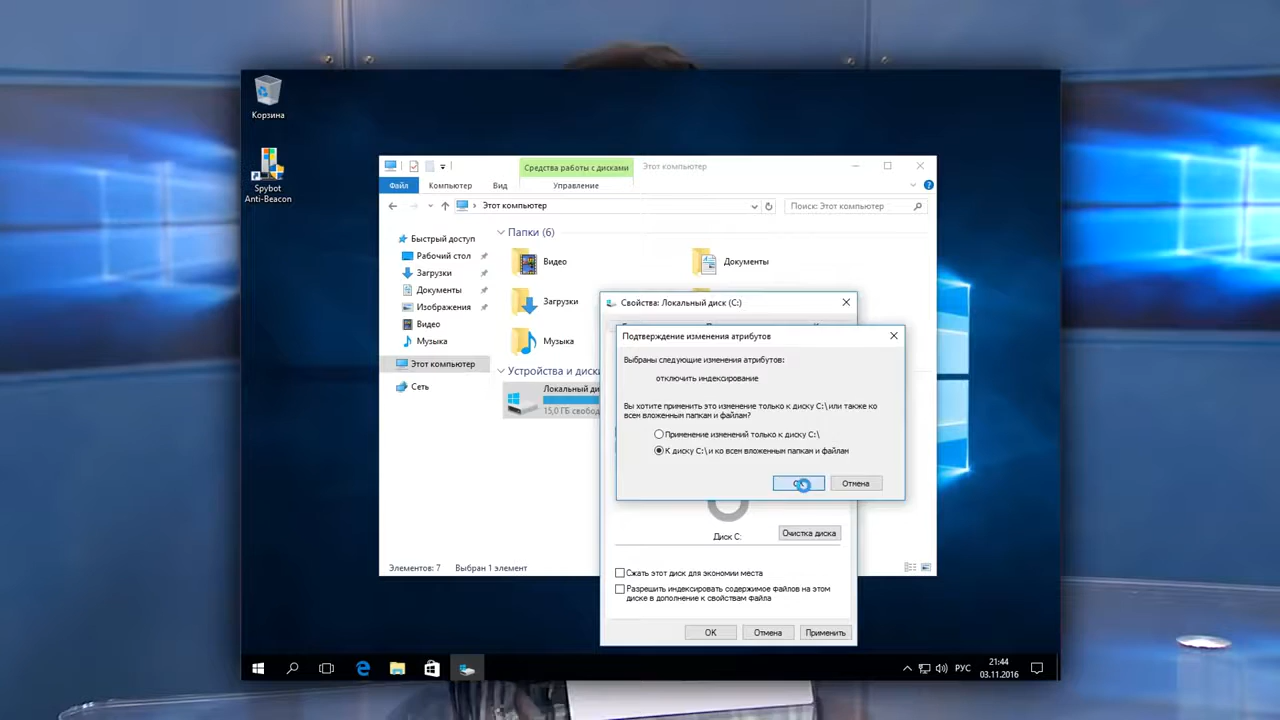 Корзина
Spybot
Anti-Beacon
Средства работы с дисками
Этот компьютер
Файл
Компьютер
Вид
Управление
Этот компьютер
Поиск: Этот компьютер
Быстрый доступ
Рабочий стол
Загрузки
Документы
Изображения
Видео
Музыка
Этот компьютер
Сеть
Папки (6)
Видео
Документы
Загрузки
Музыка
Устройства и диски
Локальный ди
15,0 ГБ свобод
Элементов: 7
Выбран 1 элемент
Свойства: Локальный диск (C:)
Подтверждение изменения атрибутов
Выбраны следующие изменения атрибутов:
отключить индексирование
Вы хотите применить это изменение только к диску C:\ или также ко
всем вложенным папкам и файлам?
Применение изменений только к диску C:\
К диску C:\ и ко всем вложенным папкам и файлам
Отмена
Диск C:
Очистка диска
Сжать этот диск для экономии места
Разрешить индексировать содержимое файлов на этом
диске в дополнение к свойствам файла
OK
Отмена
Применить
РУС
21:44
03.11.2016